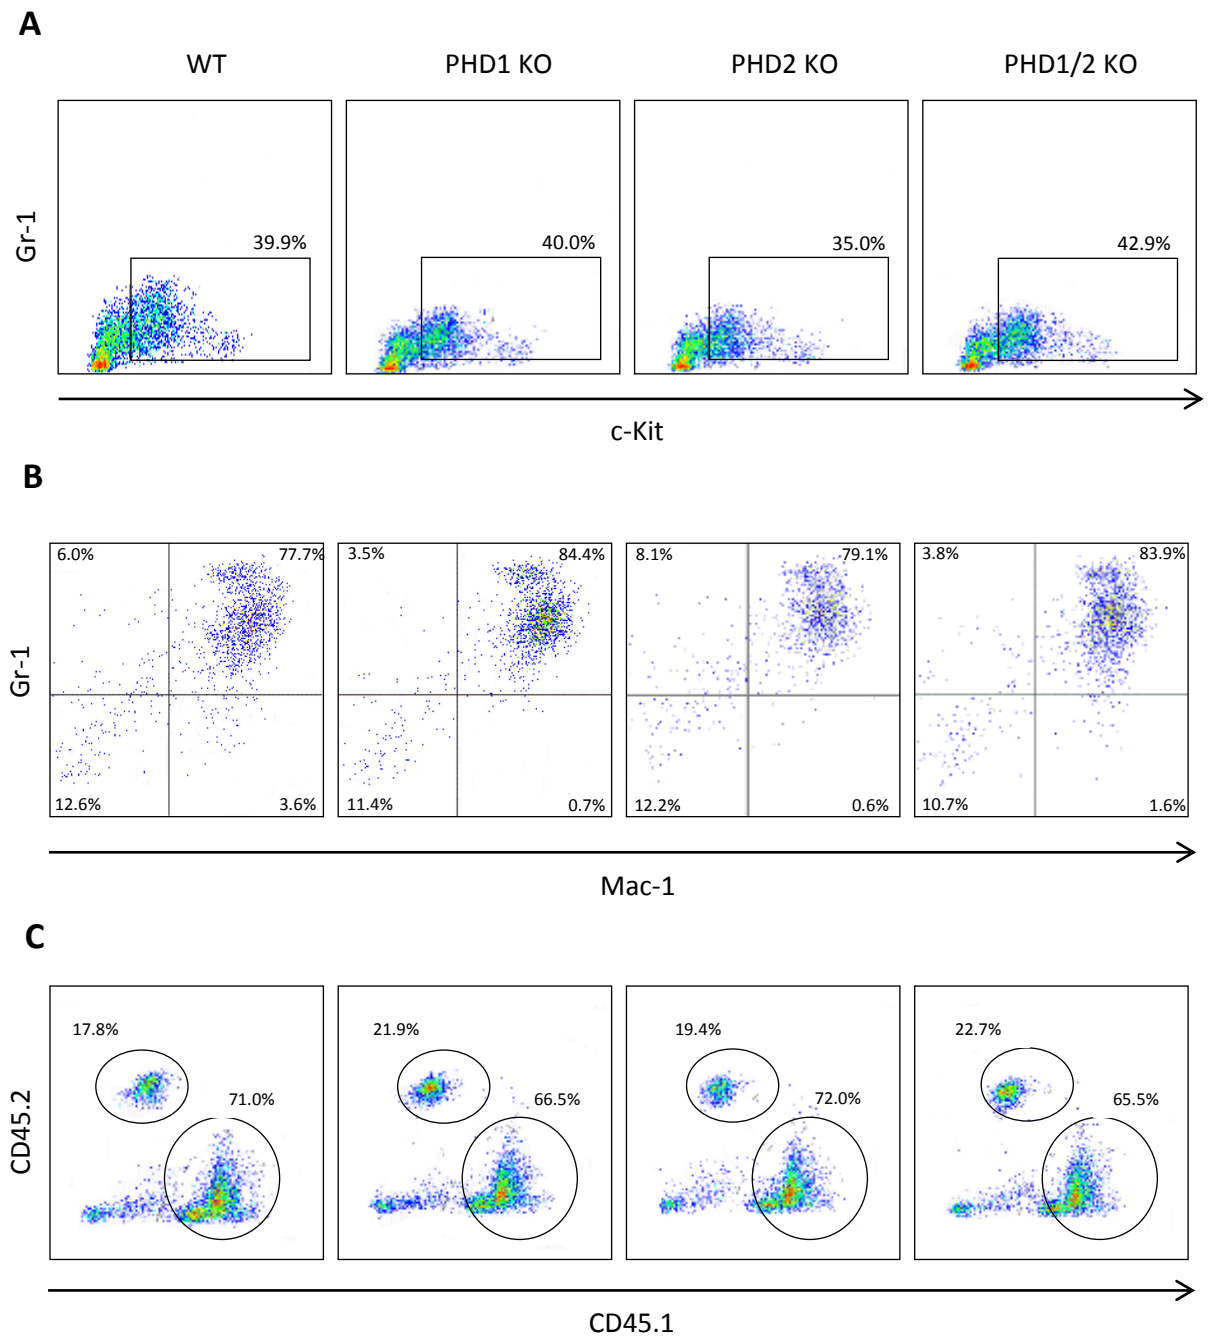 A
WT PHD1 KO PHD2 KO PHD1/2 KO
39.9% 40.0% 35.0% 42.9%
Gr-1
c-Kit
B
6.0% 77.7% 3.5% 84.4% 8.1% 79.1% 3.8% 83.9%
Gr-1
12.6% 3.6% 11.4% 0.7% 12.2% 0.6% 10.7% 1.6%
Mac-1
C
17.8% 21.9% 19.4% 22.7%
71.0% 66.5% 72.0% 65.5%
CD45.2
CD45.1